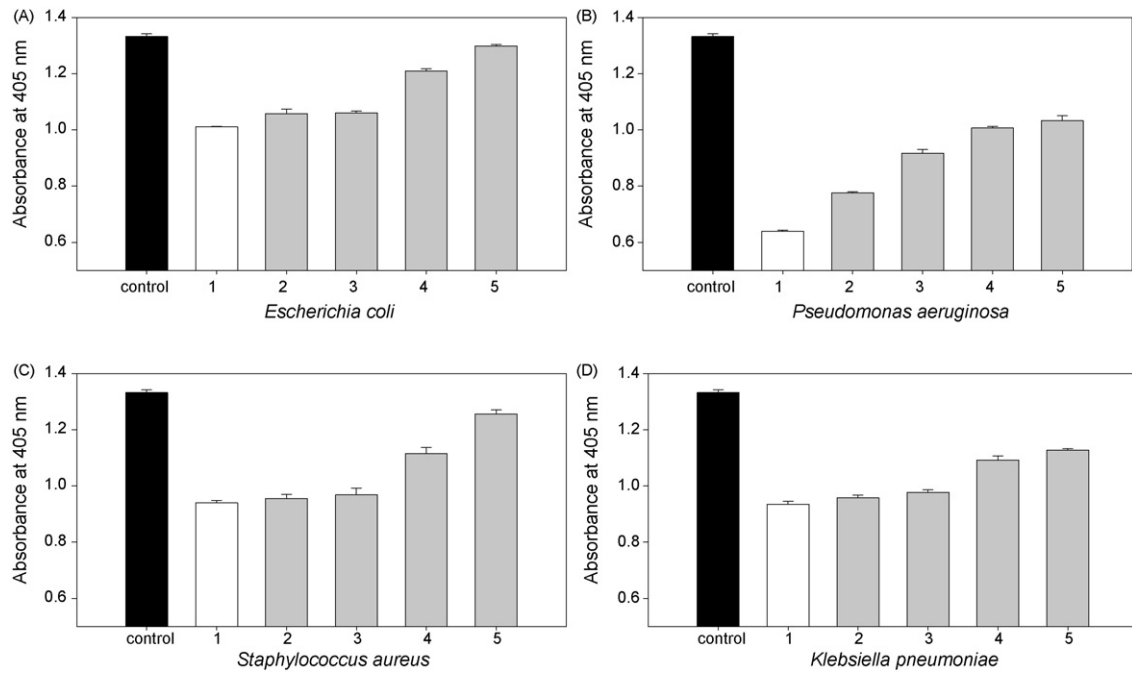 (A)
1.4
1.2
1.0
0.8
0.6
Absorbance at 405 nm
control 1 2 3 4 5
Escherichia coli
(B)
1.4
1.2
1.0
0.8
0.6
Absorbance at 405 nm
control 1 2 3 4 5
Pseudomonas aeruginosa
(C)
1.4
1.2
1.0
0.8
0.6
Absorbance at 405 nm
control 1 2 3 4 5
Staphylococcus aureus
(D)
1.4
1.2
1.0
0.8
0.6
Absorbance at 405 nm
control 1 2 3 4 5
Klebsiella pneumoniae